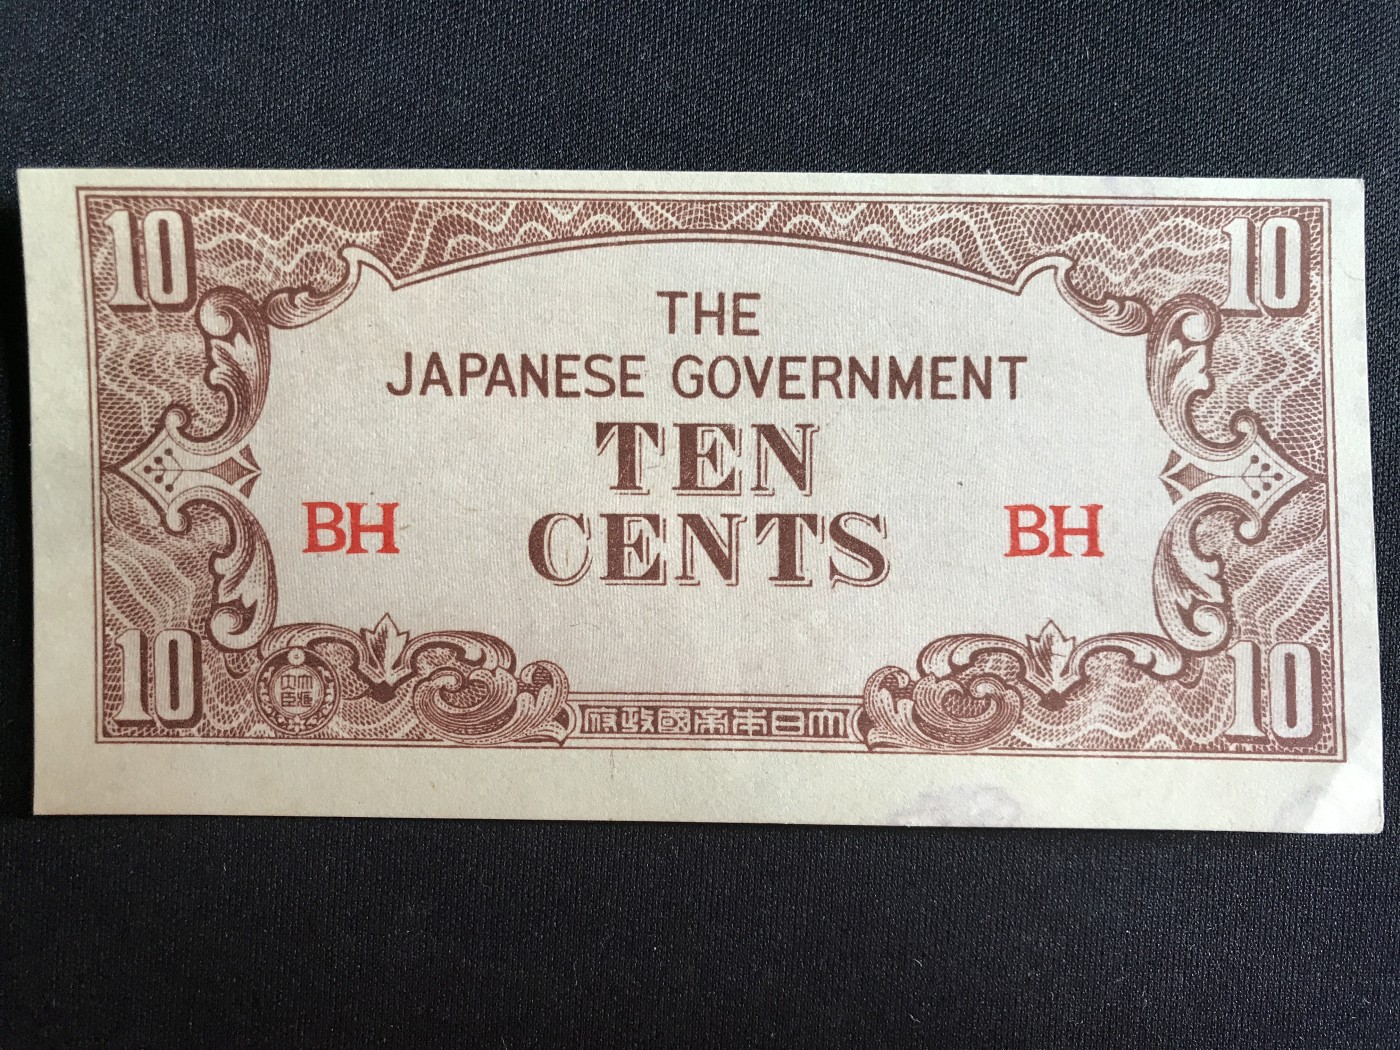 10 10
THE
JAPANESE GOVERNMENT
TEN
CENTS
BH BH
10 10
大日本帝國政府